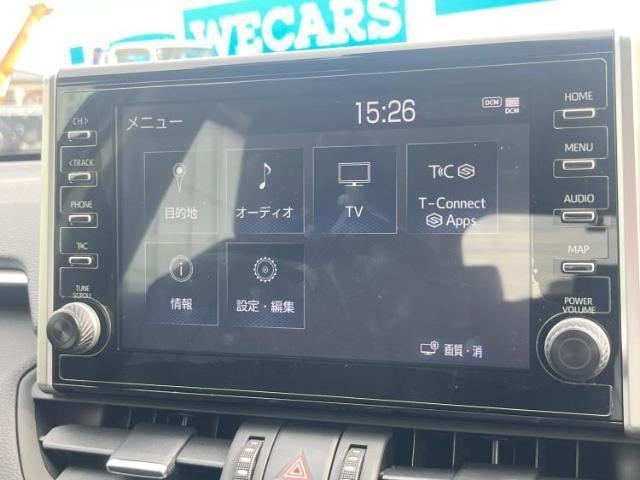 WECARS
メニュー
15:26
DCM
DCM
目的地
オーディオ
TV
T-Connect
Apps
情報
設定・編集
画質・消
CH>
<TRACK
PHONE
TUNE
SCROLL
HOME
MENU
AUDIO
MAP
POWER
VOLUME